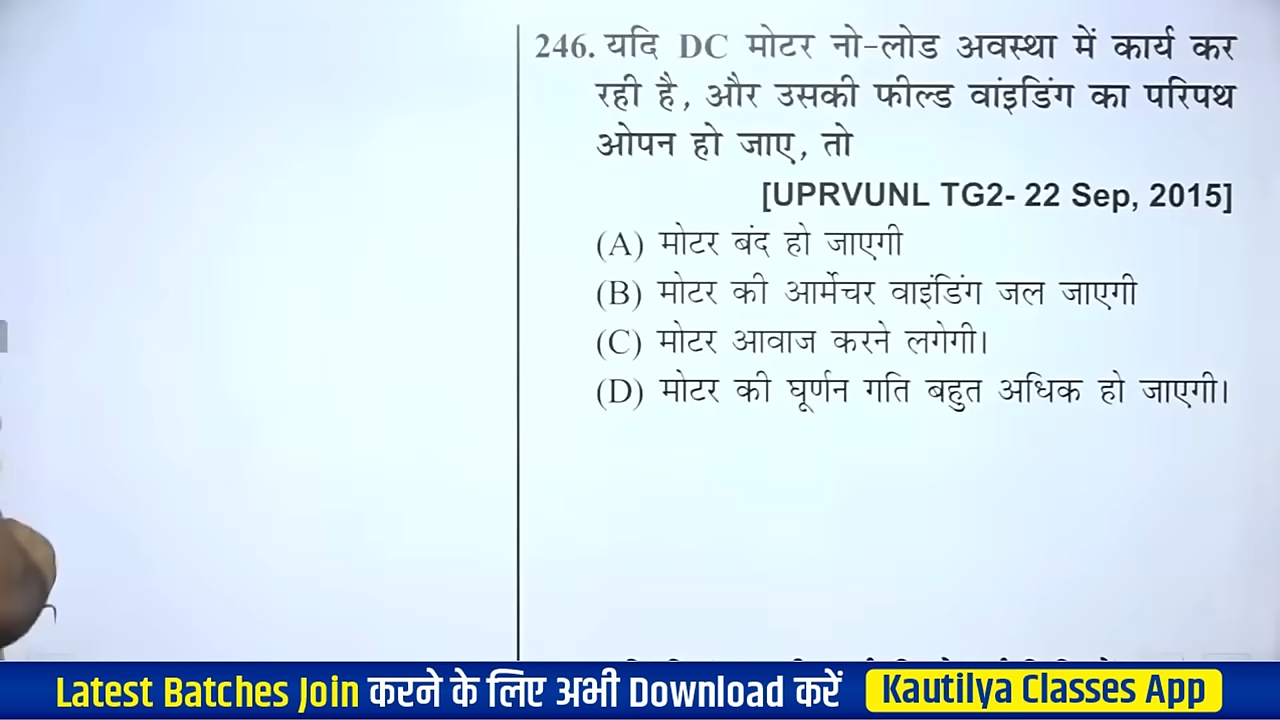 246. यदि DC मोटर नो-लोड अवस्था में कार्य कर
रही है, और उसकी फील्ड वांइडिंग का परिपथ
ओपन हो जाए, तो
[UPRVUNL TG2- 22 Sep, 2015]
(A) मोटर बंद हो जाएगी
(B) मोटर की आर्मेचर वाइंडिंग जल जाएगी
(C) मोटर आवाज करने लगेगी।
(D) मोटर की घूर्णन गति बहुत अधिक हो जाएगी।
Latest Batches Join करने के लिए अभी Download करें Kautilya Classes App